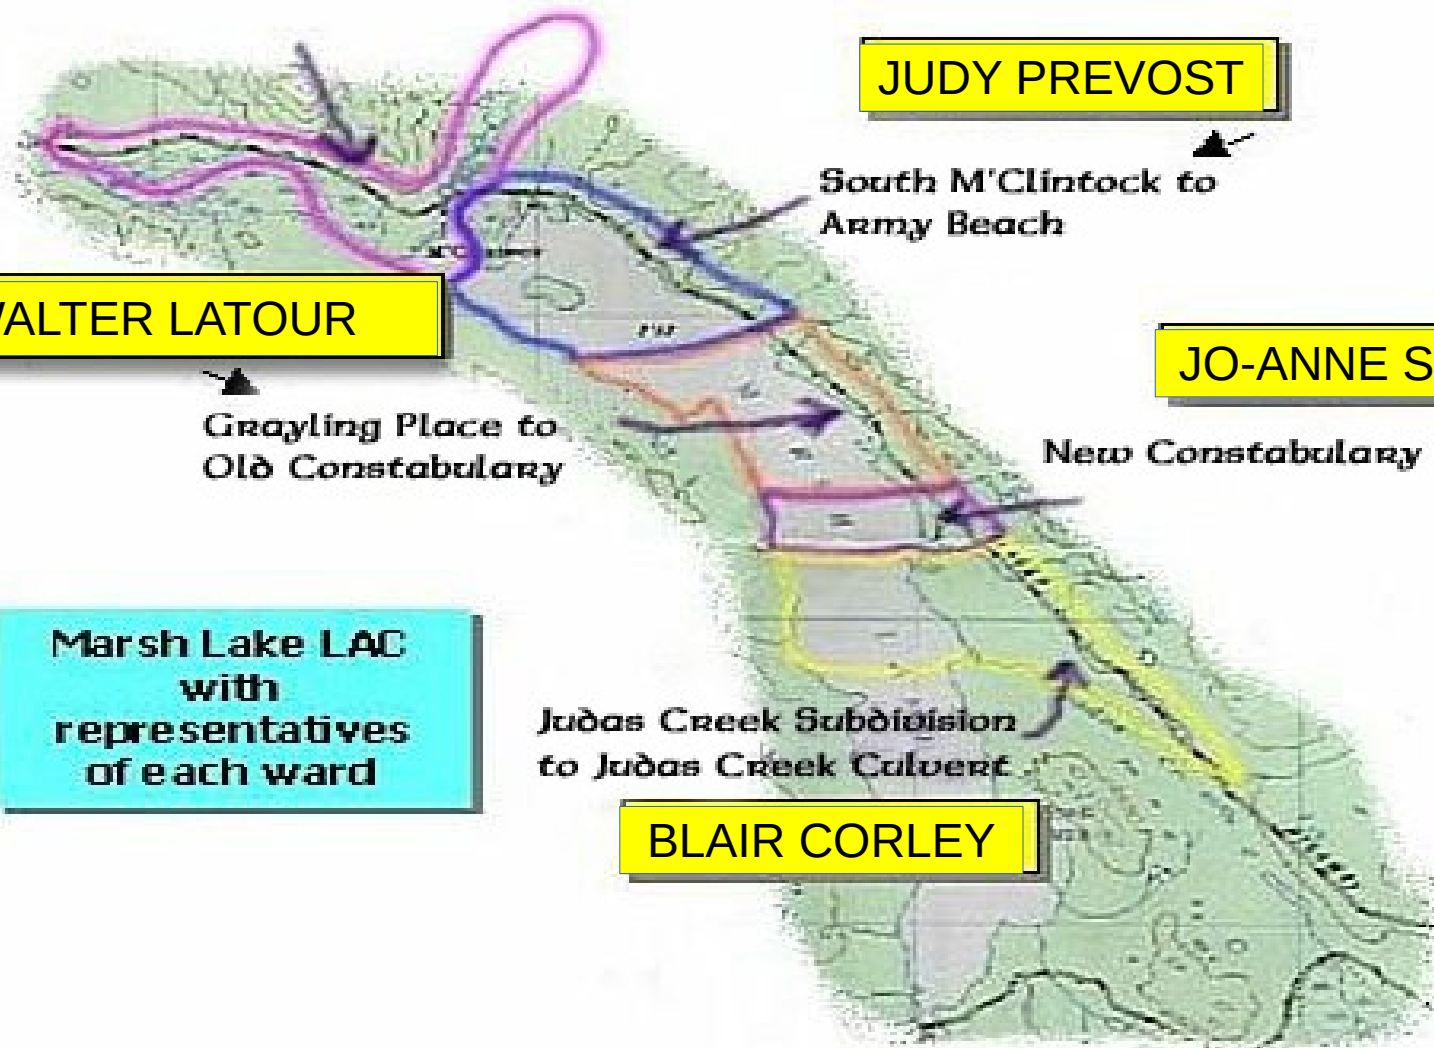 JUDY PREVOST
South M'Clintock to
Army Beach
ALTER LATOUR
JO-ANNE S
Grayling Place to
Old Constabulary
New Constabulary
Marsh Lake LAC
with
representatives
of each ward
Judas Creek Subdivision
to Judas Creek Culvert
BLAIR CORLEY